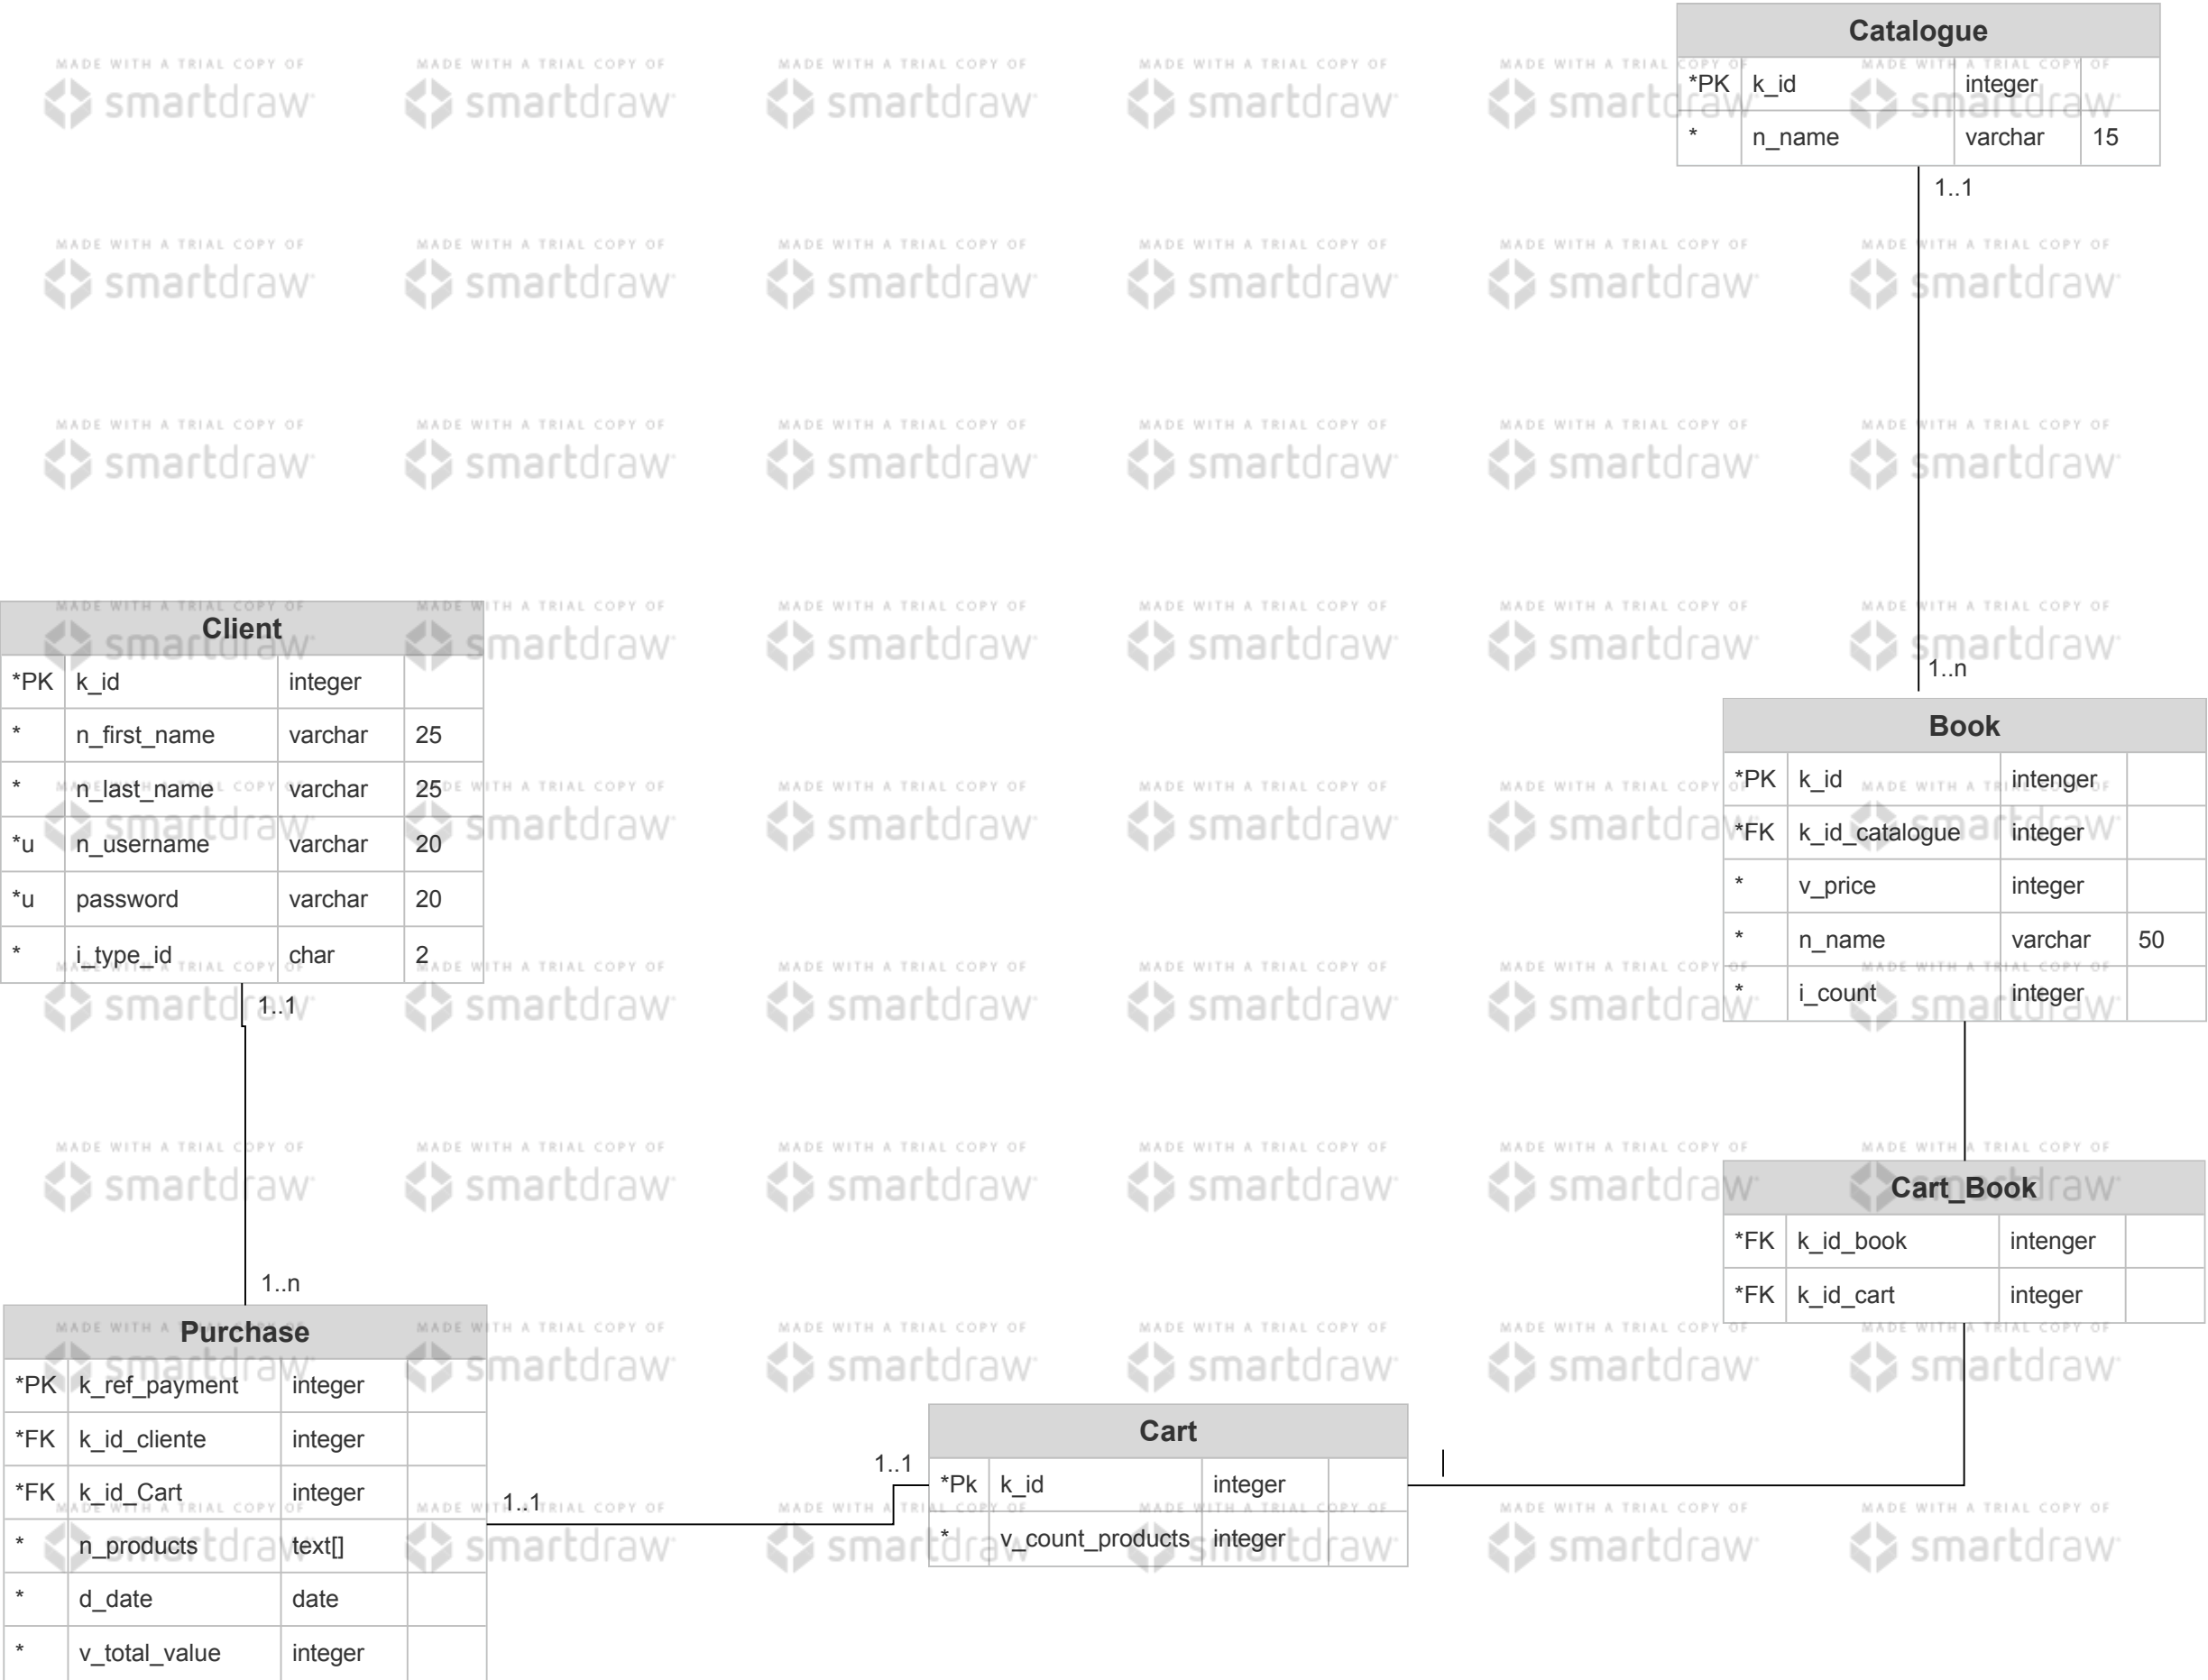 Catalogue
*PK k_id integer
* n_name varchar 15
1..1
1..n
Client
*PK k_id integer
* n_first_name varchar 25
* n_last_name varchar 25
*u n_username varchar 20
*u password varchar 20
* i_type_id char 2
1..1
1..n
Book
*PK k_id intenger
*FK k_id_catalogue integer
* v_price integer
* n_name varchar 50
* i_count integer
Cart_Book
*FK k_id_book intenger
*FK k_id_cart integer
Purchase
*PK k_ref_payment integer
*FK k_id_cliente integer
*FK k_id_Cart integer
* n_products text[]
* d_date date
* v_total_value integer
1..1
1..1
Cart
*Pk k_id integer
* v_count_products integer
MADE WITH A TRIAL COPY OF
smartdraw